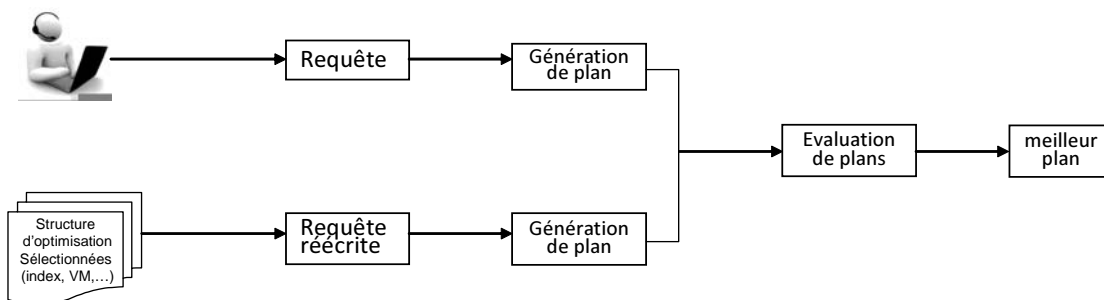 Requête
Génération
de plan
Evaluation
de plans
meilleur
plan
Structure
d'optimisation
Sélectionnées
(index, VM,...)
Requête
réécrite
Génération
de plan